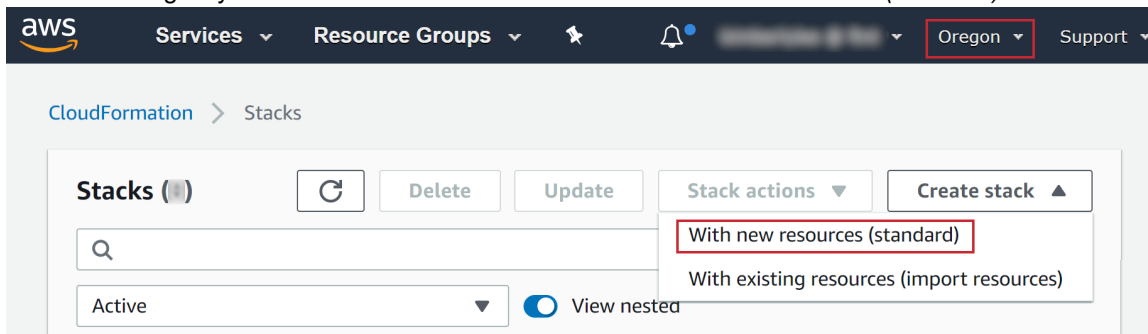 aws Services Resource Groups Oregon Support
CloudFormation > Stacks
Stacks ( )
Delete Update Stack actions Create stack
With new resources (standard)
With existing resources (import resources)
Active View nested